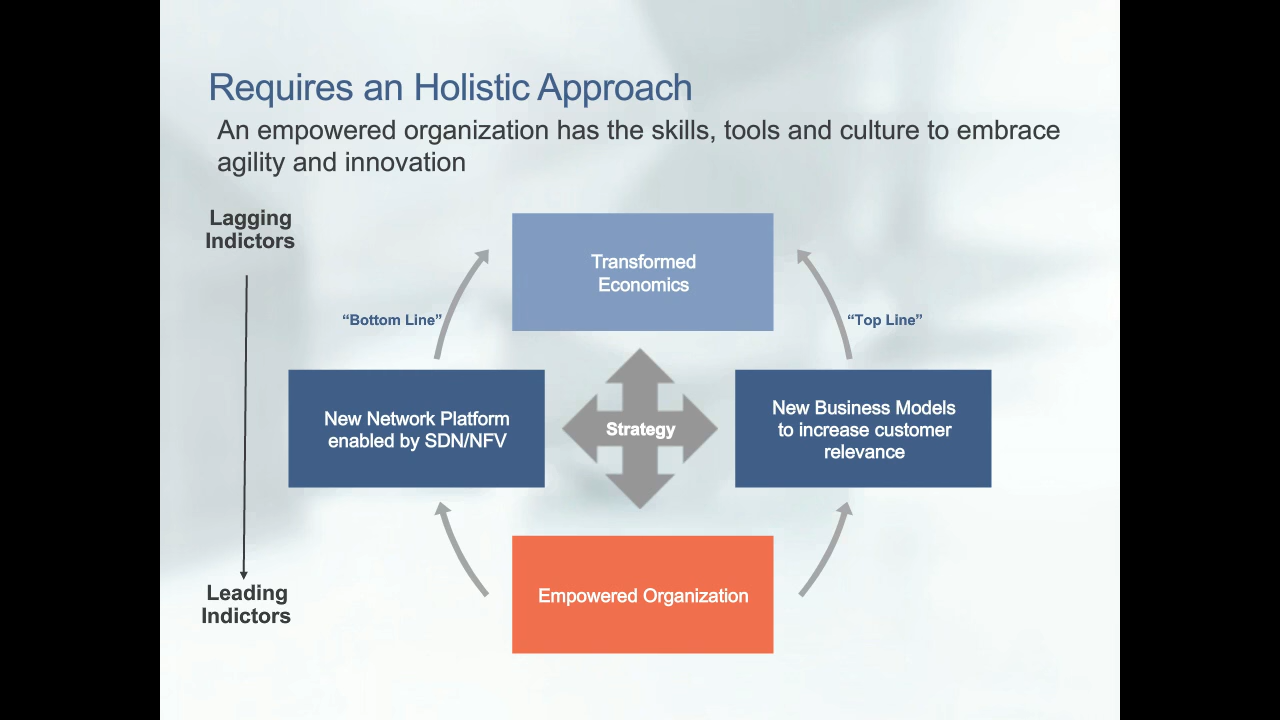 Requires an Holistic Approach
An empowered organization has the skills, tools and culture to embrace
agility and innovation
Lagging
Indictors
Transformed
Economics
“Bottom Line”
“Top Line”
New Network Platform
enabled by SDN/NFV
Strategy
New Business Models
to increase customer
relevance
Empowered Organization
Leading
Indictors